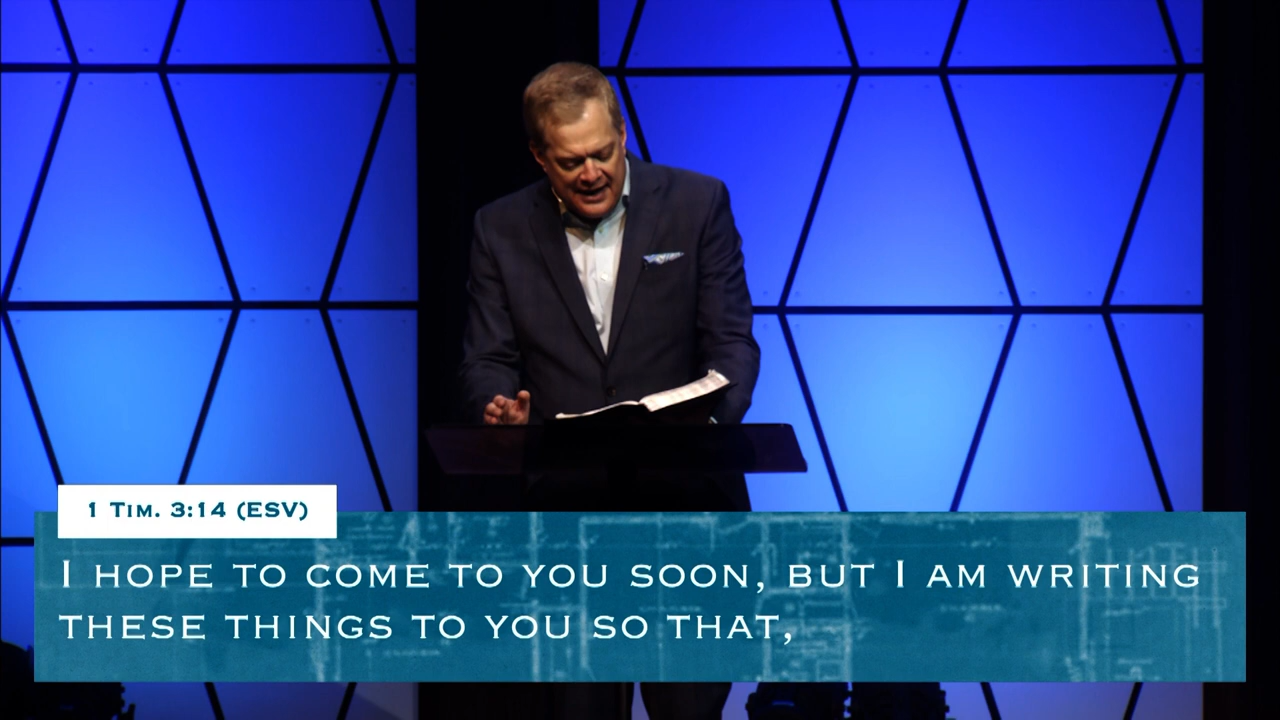 1 Tim. 3:14 (ESV)
I hope to come to you soon, but I am writing
these things to you so that,